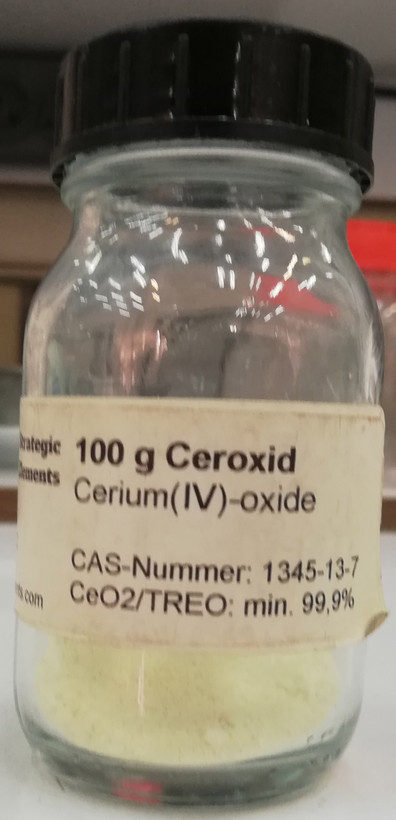 100 g Ceroxid
Cerium(IV)-oxide
CAS-Nummer: 1345-13-7
CeO2/TREO: min. 99,9%